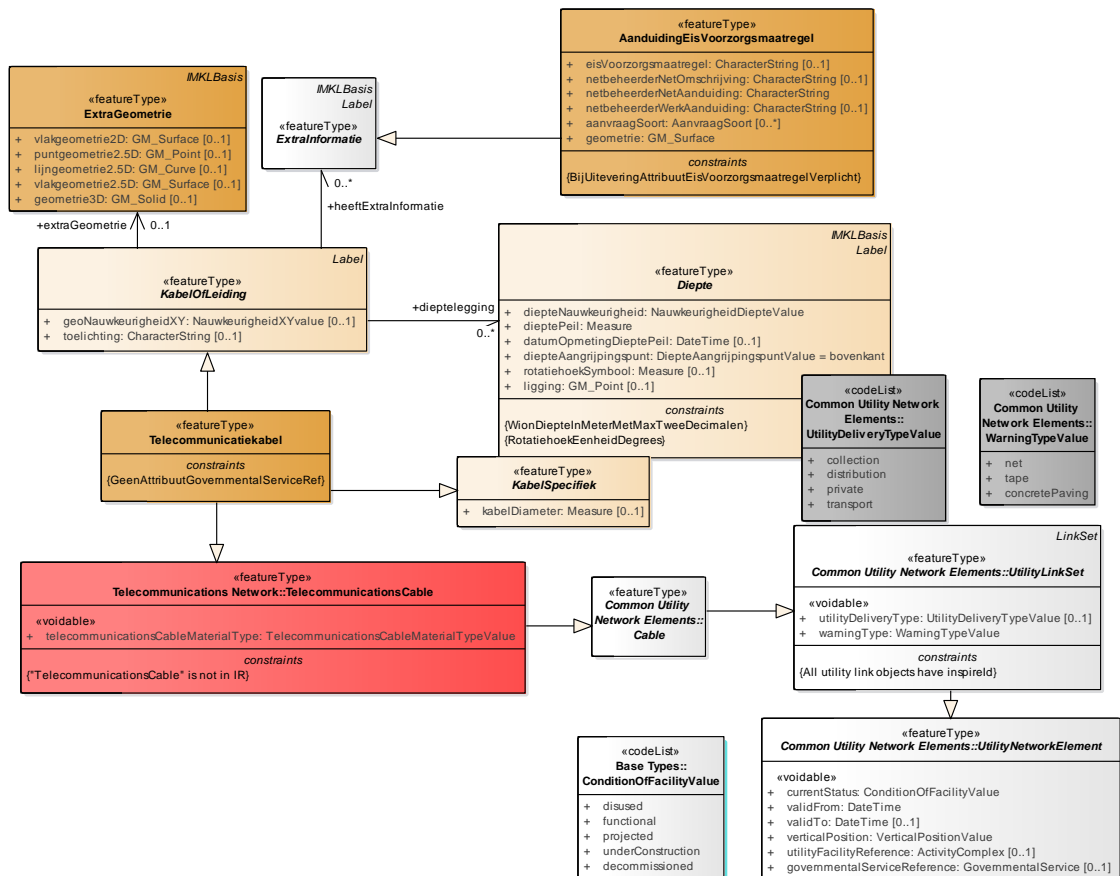 «featureType»
AanduidingEisVoorzorgsmaatregel
+ eisVoorzorgsmaatregel: CharacterString [0..1]
+ netbeheerderNetOmschrijving: CharacterString [0..1]
+ netbeheerderNetAanduiding: CharacterString
+ netbeheerderWerkAanduiding: CharacterString [0..1]
+ aanvraagSoort: AanvraagSoort [0..*]
+ geometrie: GM_Surface
constraints
{BijUiteveringAttribuutEisVoorzorgsmaatregelVerplicht}
IMKLBasis
«featureType»
ExtraGeometrie
+ vlakgeometrie2D: GM_Surface [0..1]
+ puntgeometrie2.5D: GM_Point [0..1]
+ lijngeometrie2.5D: GM_Curve [0..1]
+ vlakgeometrie2.5D: GM_Surface [0..1]
+ geometrie3D: GM_Solid [0..1]
IMKLBasis
Label
«featureType»
ExtraInformatie
0..*
+heeftExtraInformatie
+extraGeometrie
0..1
Label
«featureType»
KabelOfLeiding
+ geoNauwkeurigheidXY: NauwkeurigheidXYvalue [0..1]
+ toelichting: CharacterString [0..1]
+dieptelegging
0..*
IMKLBasis
Label
«featureType»
Diepte
+ diepteNauwkeurigheid: NauwkeurigheidDiepteValue
+ dieptePeil: Measure
+ datumOpmetingDieptePeil: DateTime [0..1]
+ diepteAangrijpingspunt: DiepteAangrijpingspuntValue = bovenkant
+ rotatiehoekSymbool: Measure [0..1]
+ ligging: GM_Point [0..1]
constraints
{WionDiepteInMeterMetMaxTweeDecimalen}
{RotatiehoekEenheidDegrees}
«codeList»
Common Utility Network
Elements::
UtilityDeliveryTypeValue
+ collection
+ distribution
+ private
+ transport
«codeList»
Common Utility
Network Elements::
WarningTypeValue
+ net
+ tape
+ concretePaving
«featureType»
Telecommunicatiekabel
constraints
{GeenAttribuutGovernmentalServiceRef}
«featureType»
KabelSpecifiek
+ kabelDiameter: Measure [0..1]
«featureType»
Telecommunications Network::TelecommunicationsCable
«voidable»
+ telecommunicationsCableMaterialType: TelecommunicationsCableMaterialTypeValue
constraints
{"TelecommunicationsCable" is not in IR}
«featureType»
Common Utility
Network Elements::
Cable
LinkSet
«featureType»
Common Utility Network Elements::UtilityLinkSet
«voidable»
+ utilityDeliveryType: UtilityDeliveryTypeValue [0..1]
+ warningType: WarningTypeValue
constraints
{All utility link objects have inspireId}
«codeList»
Base Types::
ConditionOfFacilityValue
+ disused
+ functional
+ projected
+ underConstruction
+ decommissioned
«featureType»
Common Utility Network Elements::UtilityNetworkElement
«voidable»
+ currentStatus: ConditionOfFacilityValue
+ validFrom: DateTime
+ validTo: DateTime [0..1]
+ verticalPosition: VerticalPositionValue
+ utilityFacilityReference: ActivityComplex [0..1]
+ governmentalServiceReference: GovernmentalService [0..1]